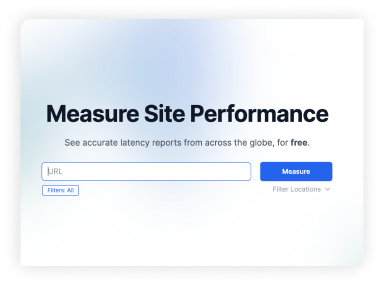 Measure Site Performance
See accurate latency reports from across the globe, for free.
URL
Measure
Filters: All
Filter Locations